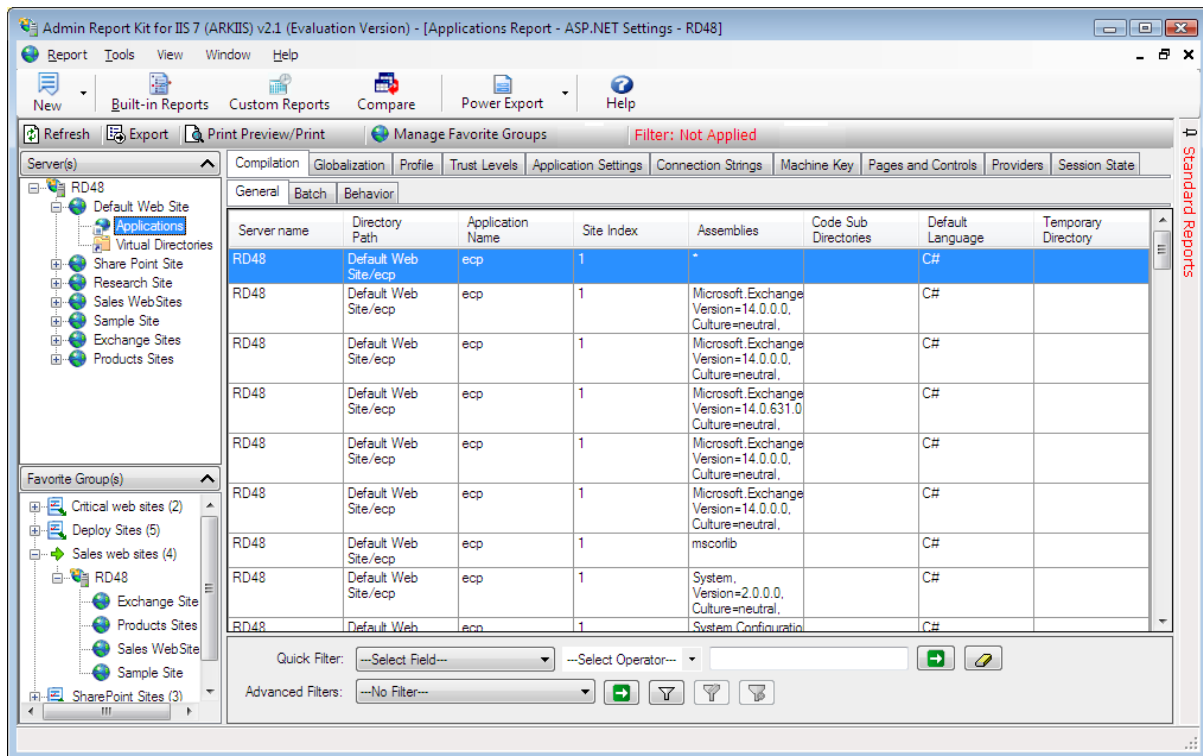 Admin Report Kit for IIS 7 (ARKIIS) v2.1 (Evaluation Version) - [Applications Report - ASP.NET Settings - RD48]
Report Tools View Window Help
New Built-in Reports Custom Reports Compare Power Export Help
Refresh Export Print Preview/Print Manage Favorite Groups Filter: Not Applied
Standard Reports
Server(s)
RD48
Default Web Site
Applications
Virtual Directories
Share Point Site
Research Site
Sales WebSites
Sample Site
Exchange Sites
Products Sites
Favorite Group(s)
Critical web sites (2)
Deploy Sites (5)
Sales web sites (4)
RD48
Exchange Site
Products Sites
Sales WebSite
Sample Site
SharePoint Sites (3)
Compilation Globalization Profile Trust Levels Application Settings Connection Strings Machine Key Pages and Controls Providers Session State
General Batch Behavior
Server name Directory Path Application Name Site Index Assemblies Code Sub Directories Default Language Temporary Directory
RD48 Default Web Site/ecp ecp 1 * C#
RD48 Default Web Site/ecp ecp 1 Microsoft.Exchange Version=14.0.0.0, Culture=neutral, C#
RD48 Default Web Site/ecp ecp 1 Microsoft.Exchange Version=14.0.0.0, Culture=neutral, C#
RD48 Default Web Site/ecp ecp 1 Microsoft.Exchange Version=14.0.631.0 Culture=neutral, C#
RD48 Default Web Site/ecp ecp 1 Microsoft.Exchange Version=14.0.0.0, Culture=neutral, C#
RD48 Default Web Site/ecp ecp 1 Microsoft.Exchange Version=14.0.0.0, Culture=neutral, C#
RD48 Default Web Site/ecp ecp 1 mscorlib C#
RD48 Default Web Site/ecp ecp 1 System, Version=2.0.0.0, Culture=neutral, C#
RD48 Default Web ecp 1 System.Configuratio C#
Quick Filter: ---Select Field--- ---Select Operator---
Advanced Filters: ---No Filter---